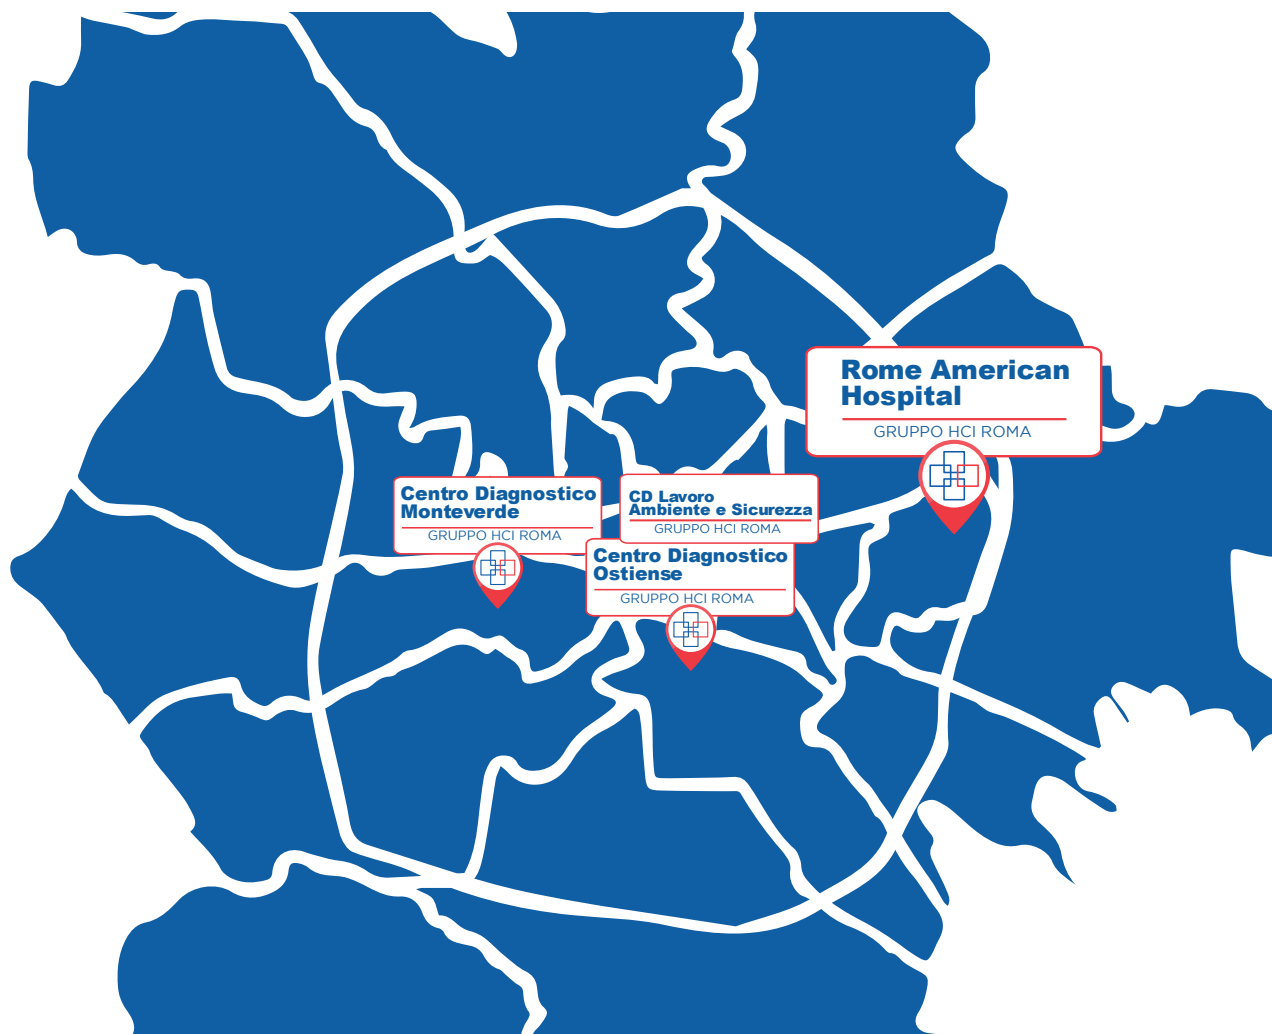 Rome American
Hospital
GRUPPO HCI ROMA
Centro Diagnostico
Monteverde
GRUPPO HCI ROMA
CD Lavoro
Ambiente e Sicurezza
GRUPPO HCI ROMA
Centro Diagnostico
Ostiense
GRUPPO HCI ROMA